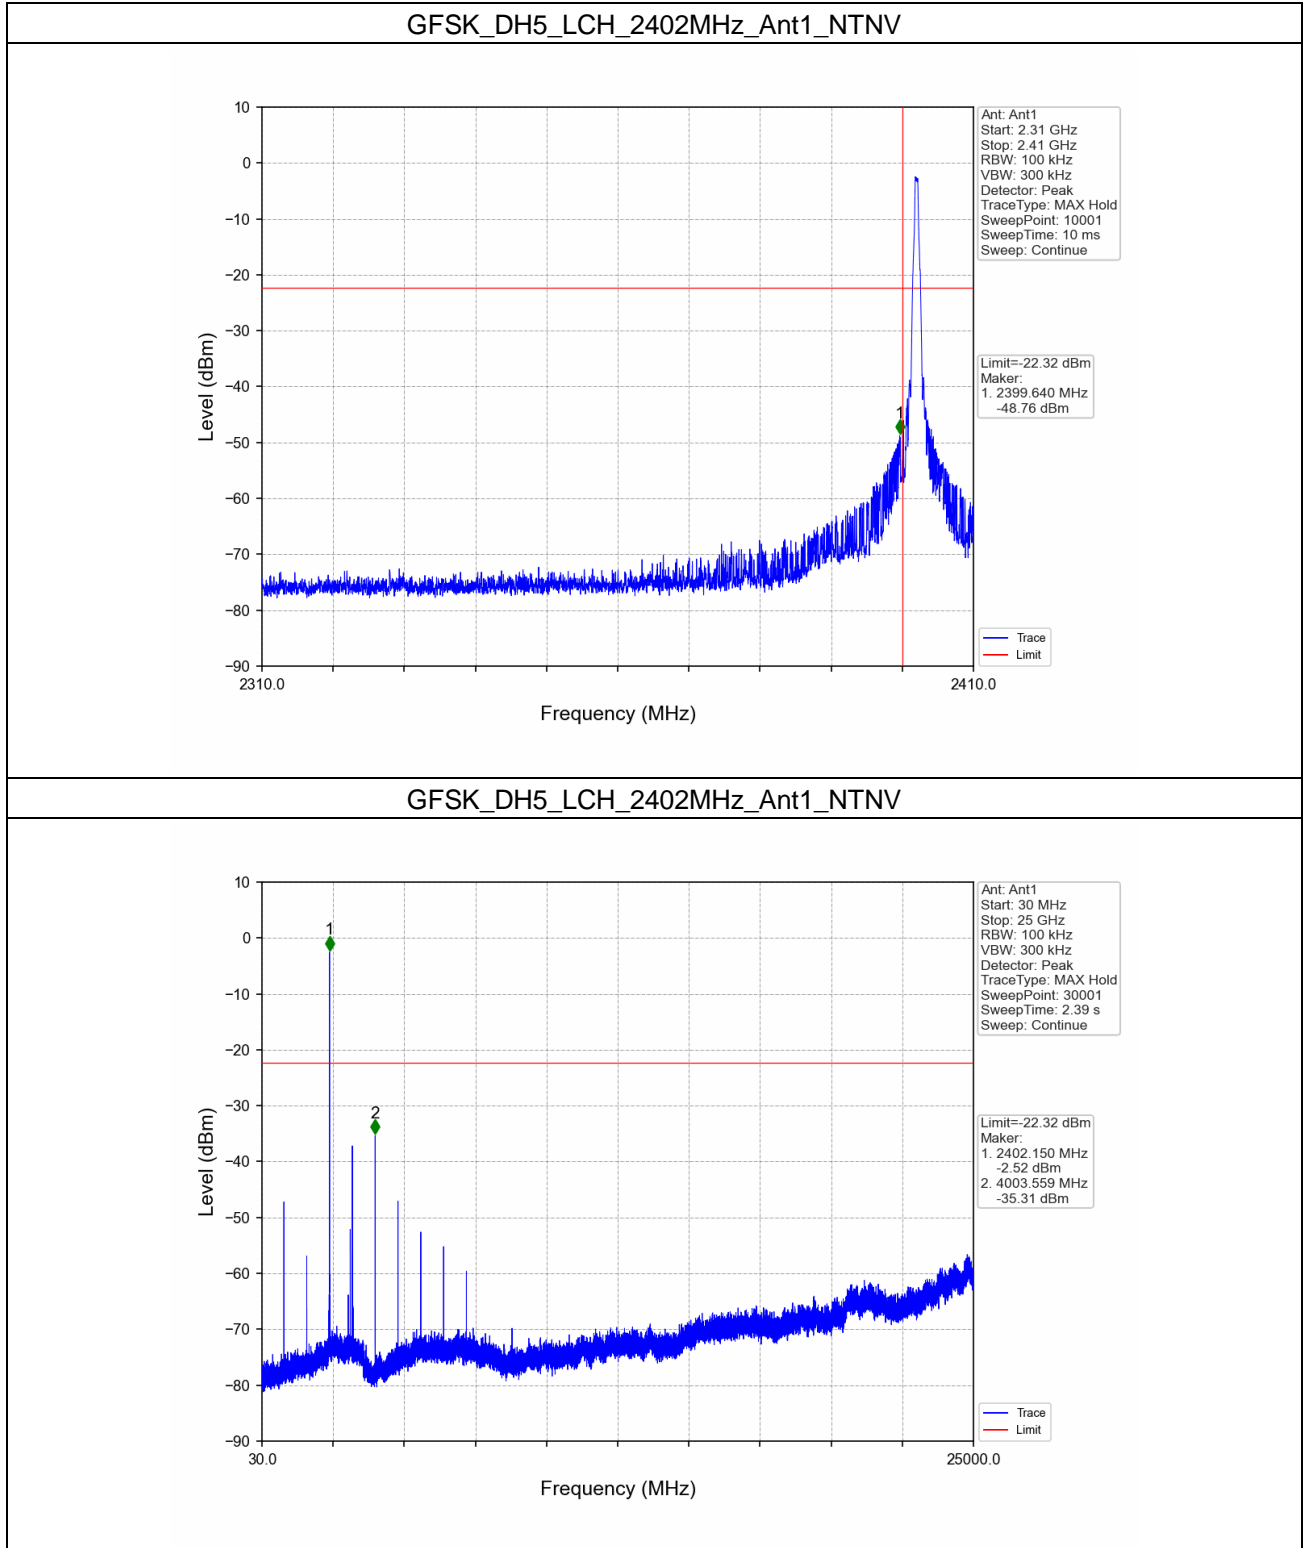 GFSK_DH5_LCH_2402MHz_Ant1_NTNV
10
0
−10
−20
−30
−40
−50
−60
−70
−80
−90
Level (dBm)
2310.0
2410.0
Frequency (MHz)
1
Ant: Ant1
Start: 2.31 GHz
Stop: 2.41 GHz
RBW: 100 kHz
VBW: 300 kHz
Detector: Peak
TraceType: MAX Hold
SweepPoint: 10001
SweepTime: 10 ms
Sweep: Continue
Limit=-22.32 dBm
Maker:
1. 2399.640 MHz
-48.76 dBm
Trace
Limit
GFSK_DH5_LCH_2402MHz_Ant1_NTNV
10
0
−10
−20
−30
−40
−50
−60
−70
−80
−90
Level (dBm)
30.0
25000.0
Frequency (MHz)
1
2
Ant: Ant1
Start: 30 MHz
Stop: 25 GHz
RBW: 100 kHz
VBW: 300 kHz
Detector: Peak
TraceType: MAX Hold
SweepPoint: 30001
SweepTime: 2.39 s
Sweep: Continue
Limit=-22.32 dBm
Maker:
1. 2402.150 MHz
-2.52 dBm
2. 4003.559 MHz
-35.31 dBm
Trace
Limit